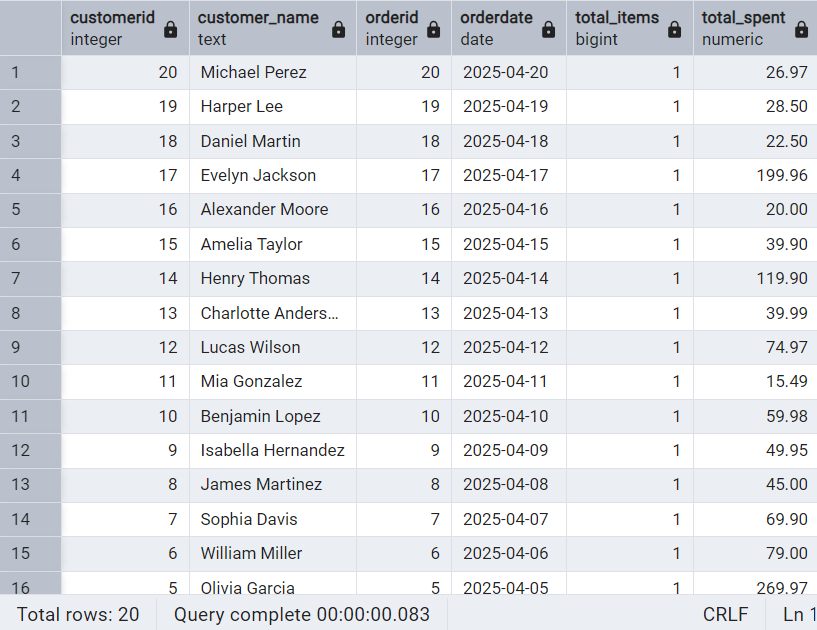 customerid customer_name orderid orderdate total_items total_spent
integer text integer date bigint numeric
1 20 Michael Perez 20 2025-04-20 1 26.97
2 19 Harper Lee 19 2025-04-19 1 28.50
3 18 Daniel Martin 18 2025-04-18 1 22.50
4 17 Evelyn Jackson 17 2025-04-17 1 199.96
5 16 Alexander Moore 16 2025-04-16 1 20.00
6 15 Amelia Taylor 15 2025-04-15 1 39.90
7 14 Henry Thomas 14 2025-04-14 1 119.90
8 13 Charlotte Anders... 13 2025-04-13 1 39.99
9 12 Lucas Wilson 12 2025-04-12 1 74.97
10 11 Mia Gonzalez 11 2025-04-11 1 15.49
11 10 Benjamin Lopez 10 2025-04-10 1 59.98
12 9 Isabella Hernandez 9 2025-04-09 1 49.95
13 8 James Martinez 8 2025-04-08 1 45.00
14 7 Sophia Davis 7 2025-04-07 1 69.90
15 6 William Miller 6 2025-04-06 1 79.00
16 5 Olivia Garcia 5 2025-04-05 1 269.97
Total rows: 20 Query complete 00:00:00.083 CRLF Ln 1